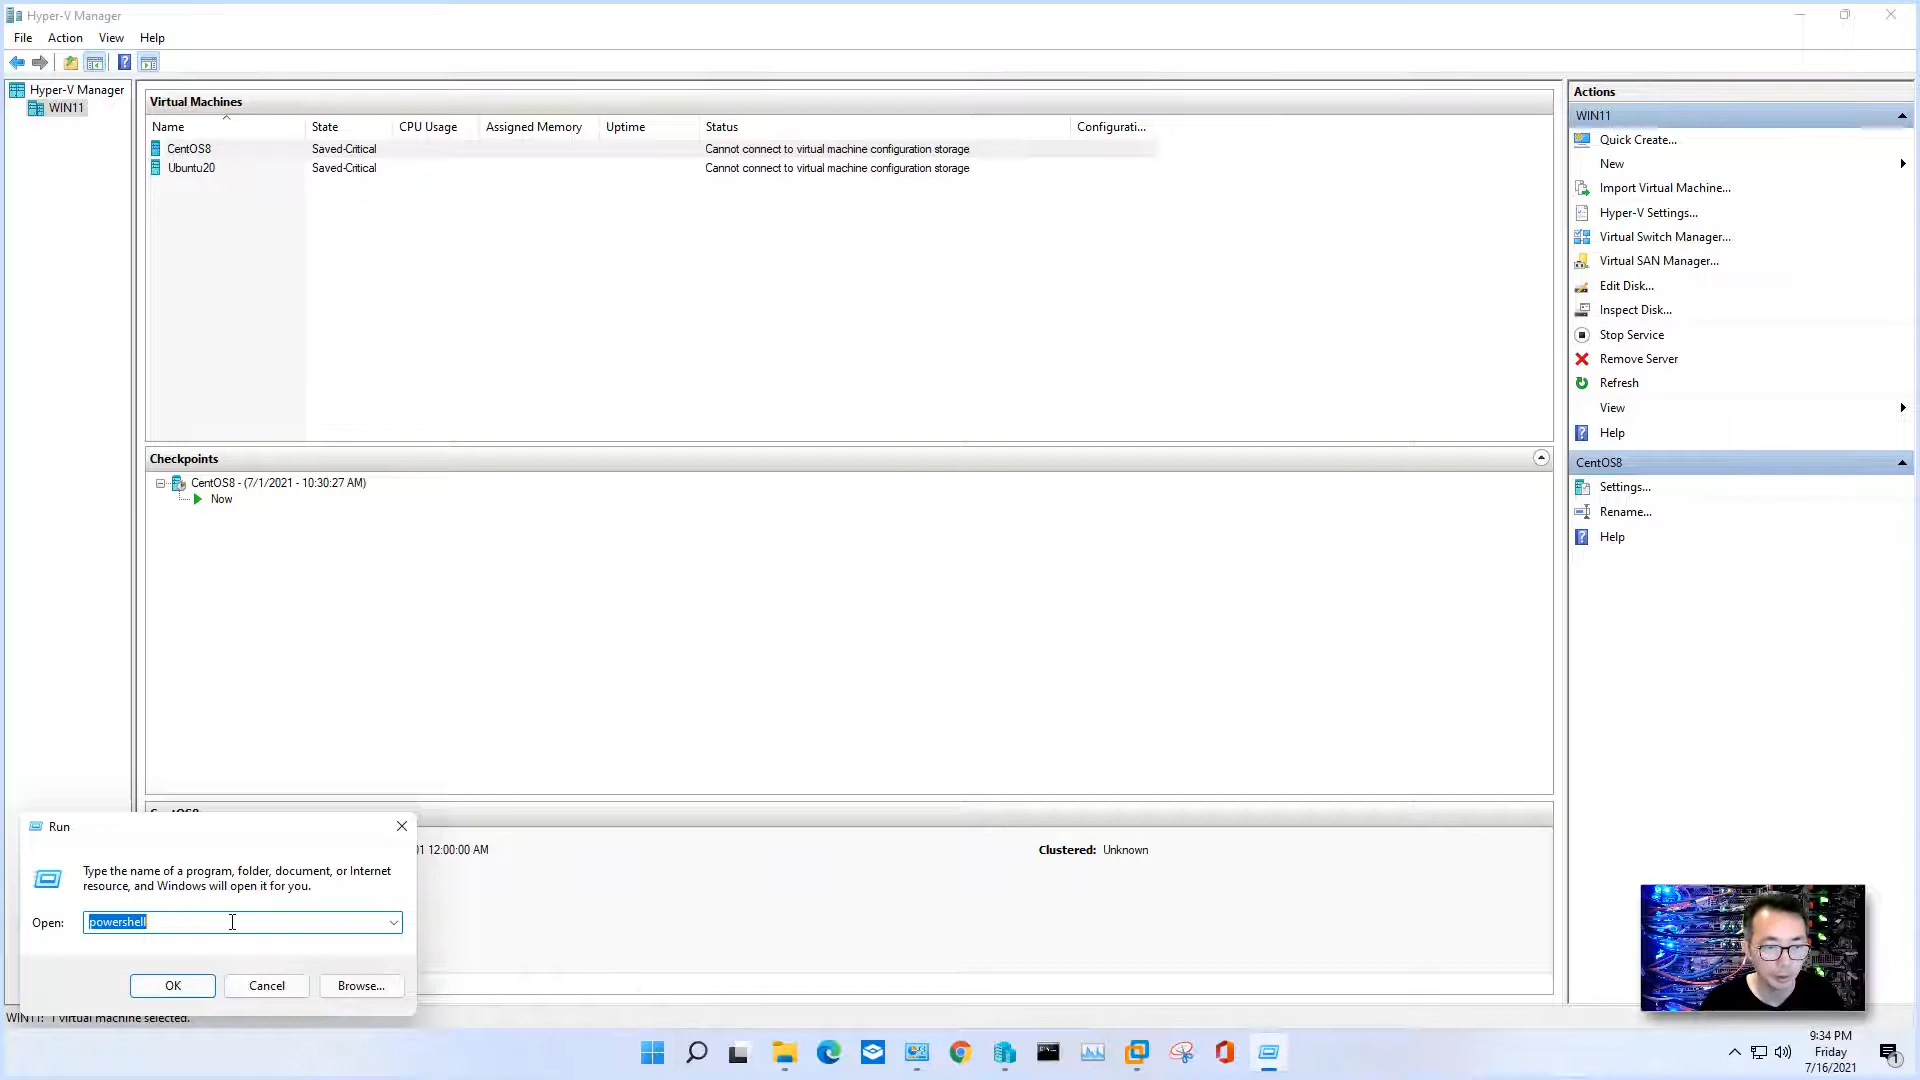 Hyper-V Manager
File Action View Help
Hyper-V Manager
WIN11
Virtual Machines
Name State CPU Usage Assigned Memory Uptime Status Configurati...
CentOS8 Saved-Critical Cannot connect to virtual machine configuration storage
Ubuntu20 Saved-Critical Cannot connect to virtual machine configuration storage
Checkpoints
CentOS8 - (7/1/2021 - 10:30:27 AM)
Now
12:00:00 AM
Clustered: Unknown
Actions
WIN11
Quick Create...
New
Import Virtual Machine...
Hyper-V Settings...
Virtual Switch Manager...
Virtual SAN Manager...
Edit Disk...
Inspect Disk...
Stop Service
Remove Server
Refresh
View
Help
CentOS8
Settings...
Rename...
Help
Run
Type the name of a program, folder, document, or Internet
resource, and Windows will open it for you.
Open: powershell
OK Cancel Browse...
WIN11: 1 virtual machine selected.
9:34 PM
Friday
7/16/2021
1